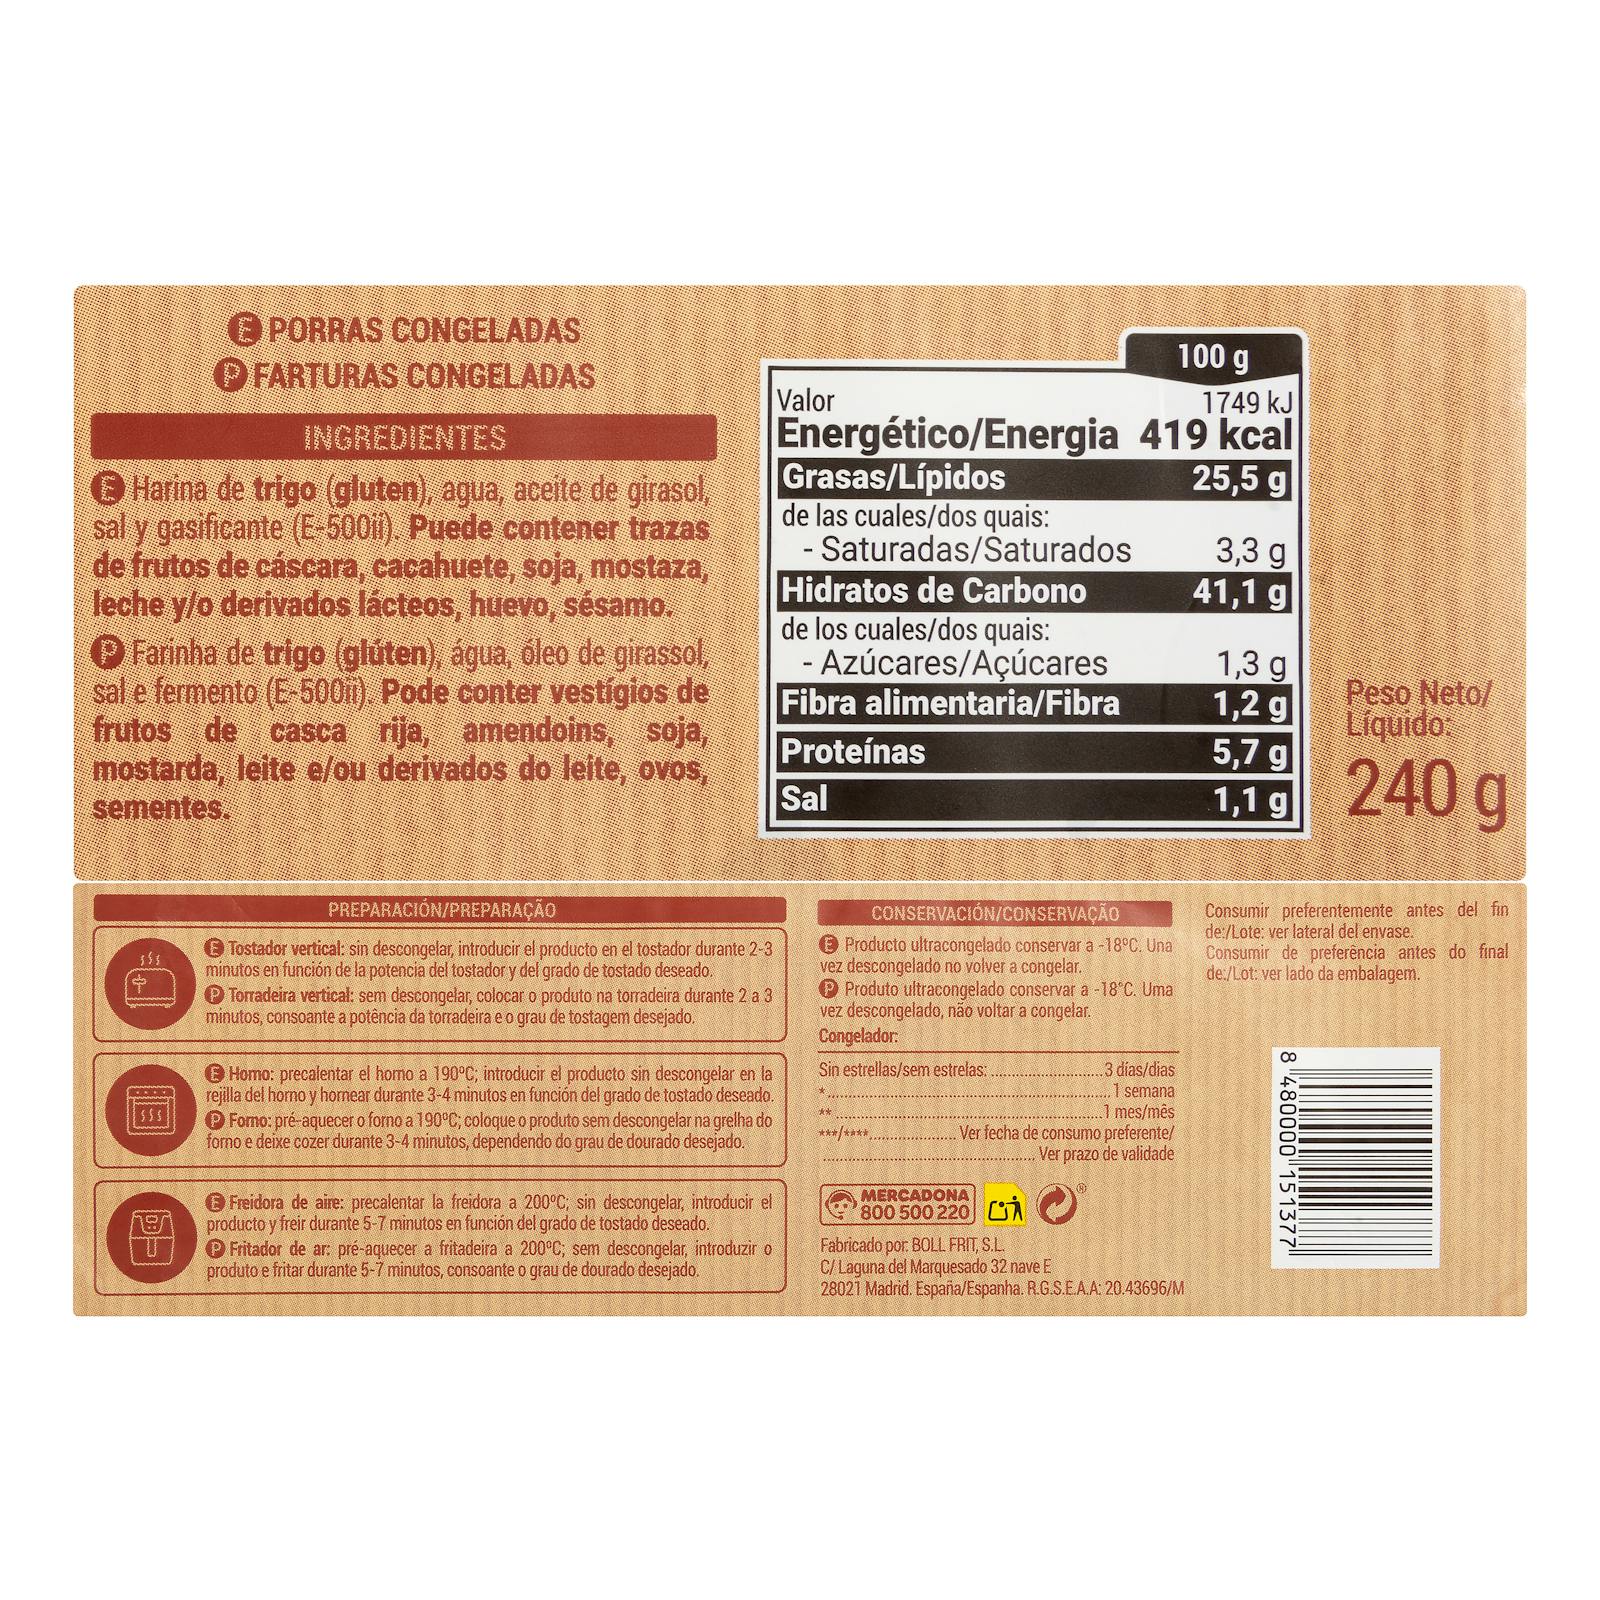 E PORRAS CONGELADAS
P FARTURAS CONGELADAS
INGREDIENTES
E Harina de trigo (gluten), agua, aceite de girasol,
sal y gasificante (E-500ii). Puede contener trazas
de frutos de cáscara, cacahuete, soja, mostaza,
leche y/o derivados lácteos, huevo, sésamo.
P Farinha de trigo (glúten), água, óleo de girassol,
sal e fermento (E-500ii). Pode conter vestígios de
frutos de casca rija, amendoins, soja,
mostarda, leite e/ou derivados do leite, ovos,
sementes.
100 g
Valor 1749 kJ
Energético/Energia 419 kcal
Grasas/Lípidos 25,5 g
de las cuales/dos quais:
- Saturadas/Saturados 3,3 g
Hidratos de Carbono 41,1 g
de los cuales/dos quais:
- Azúcares/Açúcares 1,3 g
Fibra alimentaria/Fibra 1,2 g
Proteínas 5,7 g
Sal 1,1 g
Peso Neto/
Líquido:
240 g
PREPARACIÓN/PREPARAÇÃO
E Tostador vertical: sin descongelar, introducir el producto en el tostador durante 2-3
minutos en función de la potencia del tostador y del grado de tostado deseado.
P Torradeira vertical: sem descongelar, colocar o produto na torradeira durante 2 a 3
minutos, consoante a potência da torradeira e o grau de tostagem desejado.
E Horno: precalentar el horno a 190ºC; introducir el producto sin descongelar en la
rejilla del horno y hornear durante 3-4 minutos en función del grado de tostado deseado.
P Forno: pré-aquecer o forno a 190ºC; coloque o produto sem descongelar na grelha do
forno e deixe cozer durante 3-4 minutos, dependendo do grau de dourado desejado.
E Freidora de aire: precalentar la freidora a 200ºC; sin descongelar, introducir el
producto y freir durante 5-7 minutos en función del grado de tostado deseado.
P Fritador de ar: pré-aquecer a fritadeira a 200ºC; sem descongelar, introduzir o
produto e fritar durante 5-7 minutos, consoante o grau de dourado desejado.
CONSERVACIÓN/CONSERVAÇÃO
E Producto ultracongelado conservar a -18ºC. Una
vez descongelado no volver a congelar.
P Produto ultracongelado conservar a -18°C. Uma
vez descongelado, não voltar a congelar.
Congelador:
Sin estrellas/sem estrelas: .................... 3 días/dias
*.................... 1 semana
** .................... 1 mes/mês
***/****.................... Ver fecha de consumo preferente/
.................... Ver prazo de validade
MERCADONA
800 500 220
®
Fabricado por: BOLL FRIT, S.L.
C/ Laguna del Marquesado 32 nave E
28021 Madrid. España/Espanha. R.G.S.E.A.A: 20.43696/M
Consumir preferentemente antes del fin
de:/Lote: ver lateral del envase.
Consumir de preferência antes do final
de:/Lot: ver lado da embalagem.
8 480000 151377